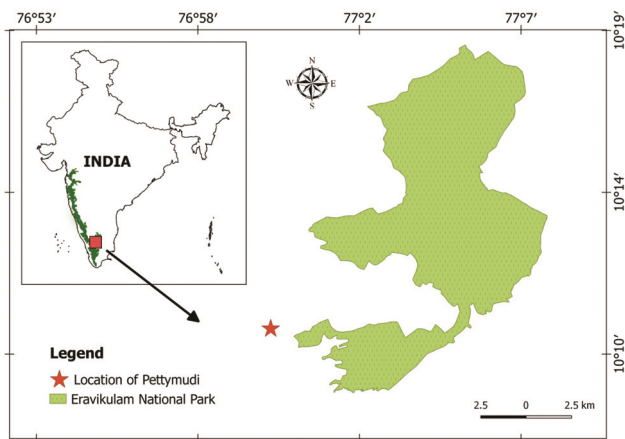 76°53' 76°58' 77°2' 77°7'
10°19'
N
W E
S
INDIA
10°14'
Legend
Location of Pettymudi
Eravikulam National Park
10°10'
2.5 0 2.5 km